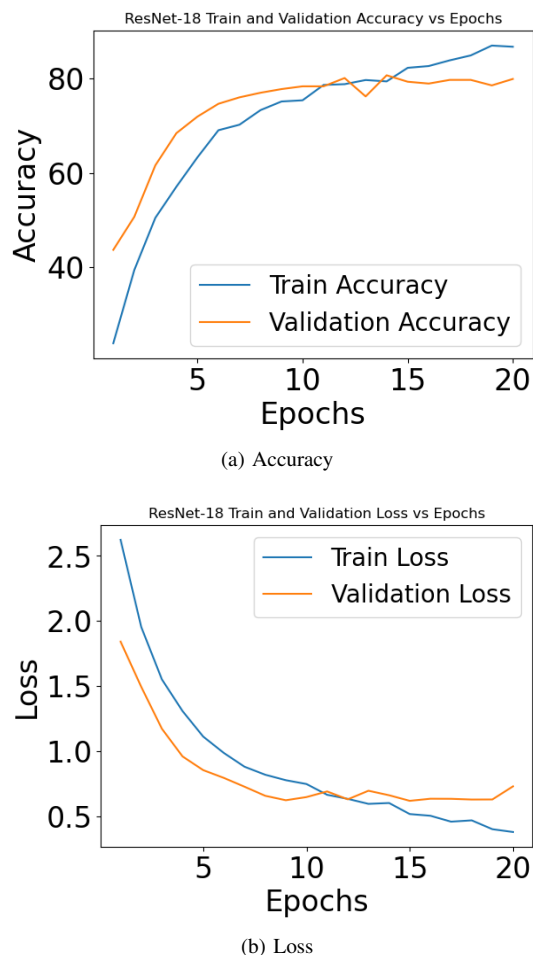 ResNet-18 Train and Validation Accuracy vs Epochs
80
60
40
Accuracy
Train Accuracy
Validation Accuracy
5 10 15 20
Epochs
(a) Accuracy
ResNet-18 Train and Validation Loss vs Epochs
2.5
2.0
1.5
1.0
0.5
Loss
Train Loss
Validation Loss
5 10 15 20
Epochs
(b) Loss